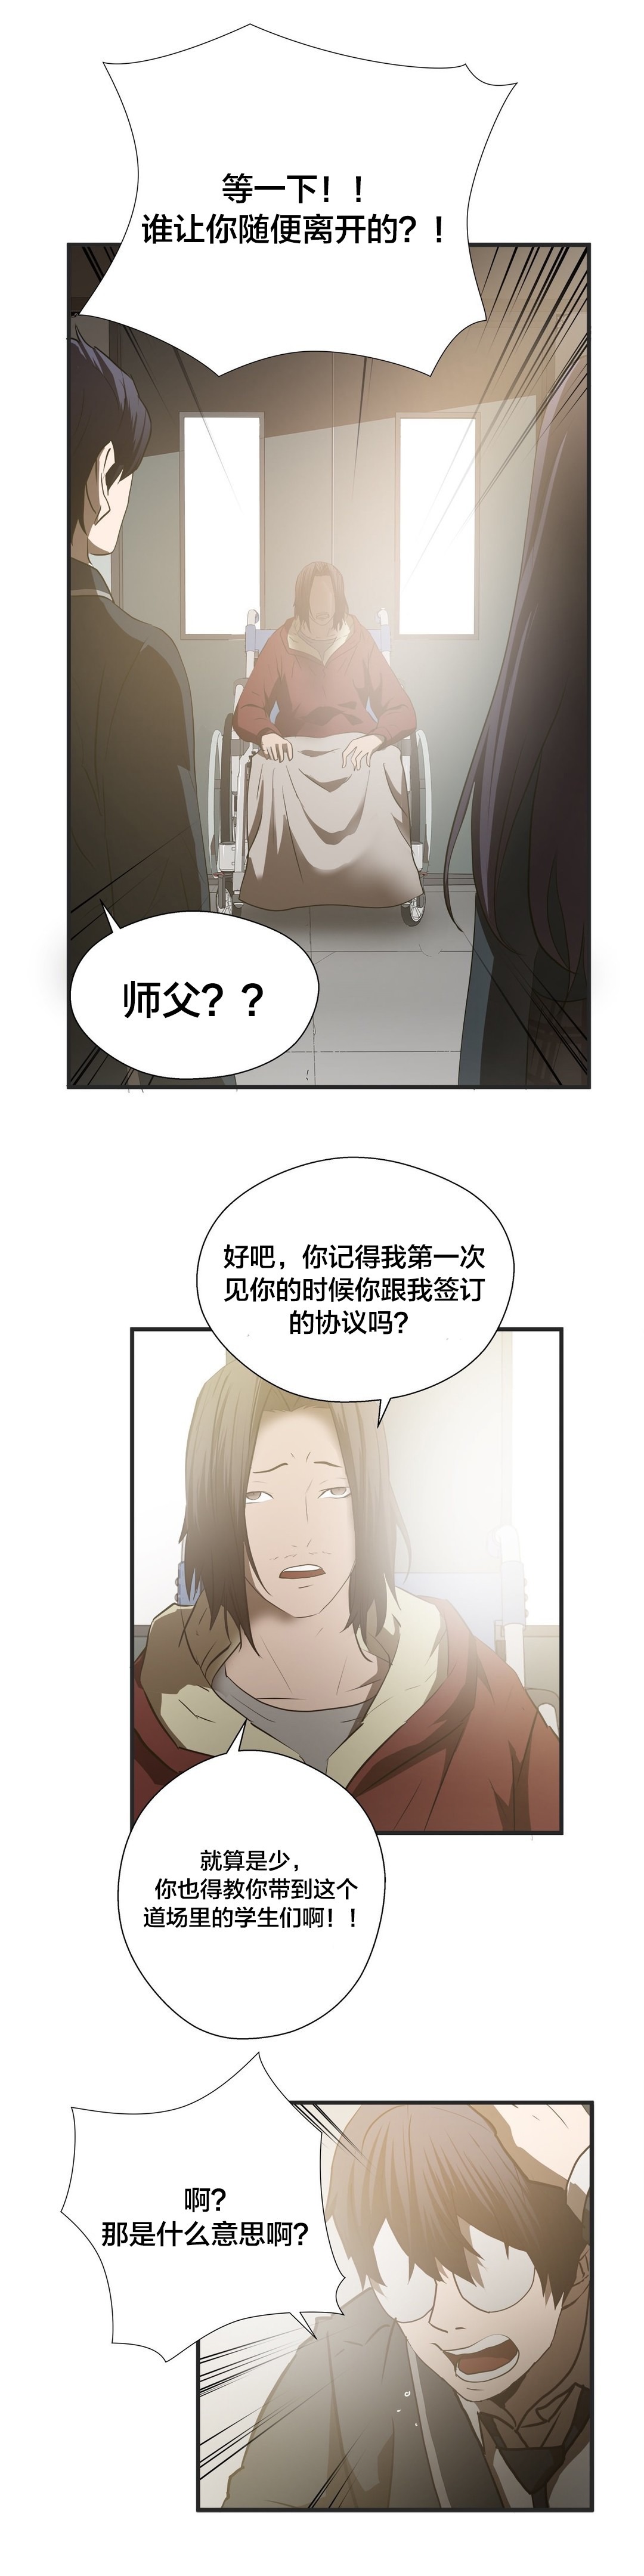 等一下！！
谁让你随便离开的？！
师父？？
好吧，你记得我第一次
见你的时候你跟我签订
的协议吗？
就算是少，
你也得教你带到这个
道场里的学生们啊！！
啊？
那是什么意思啊？